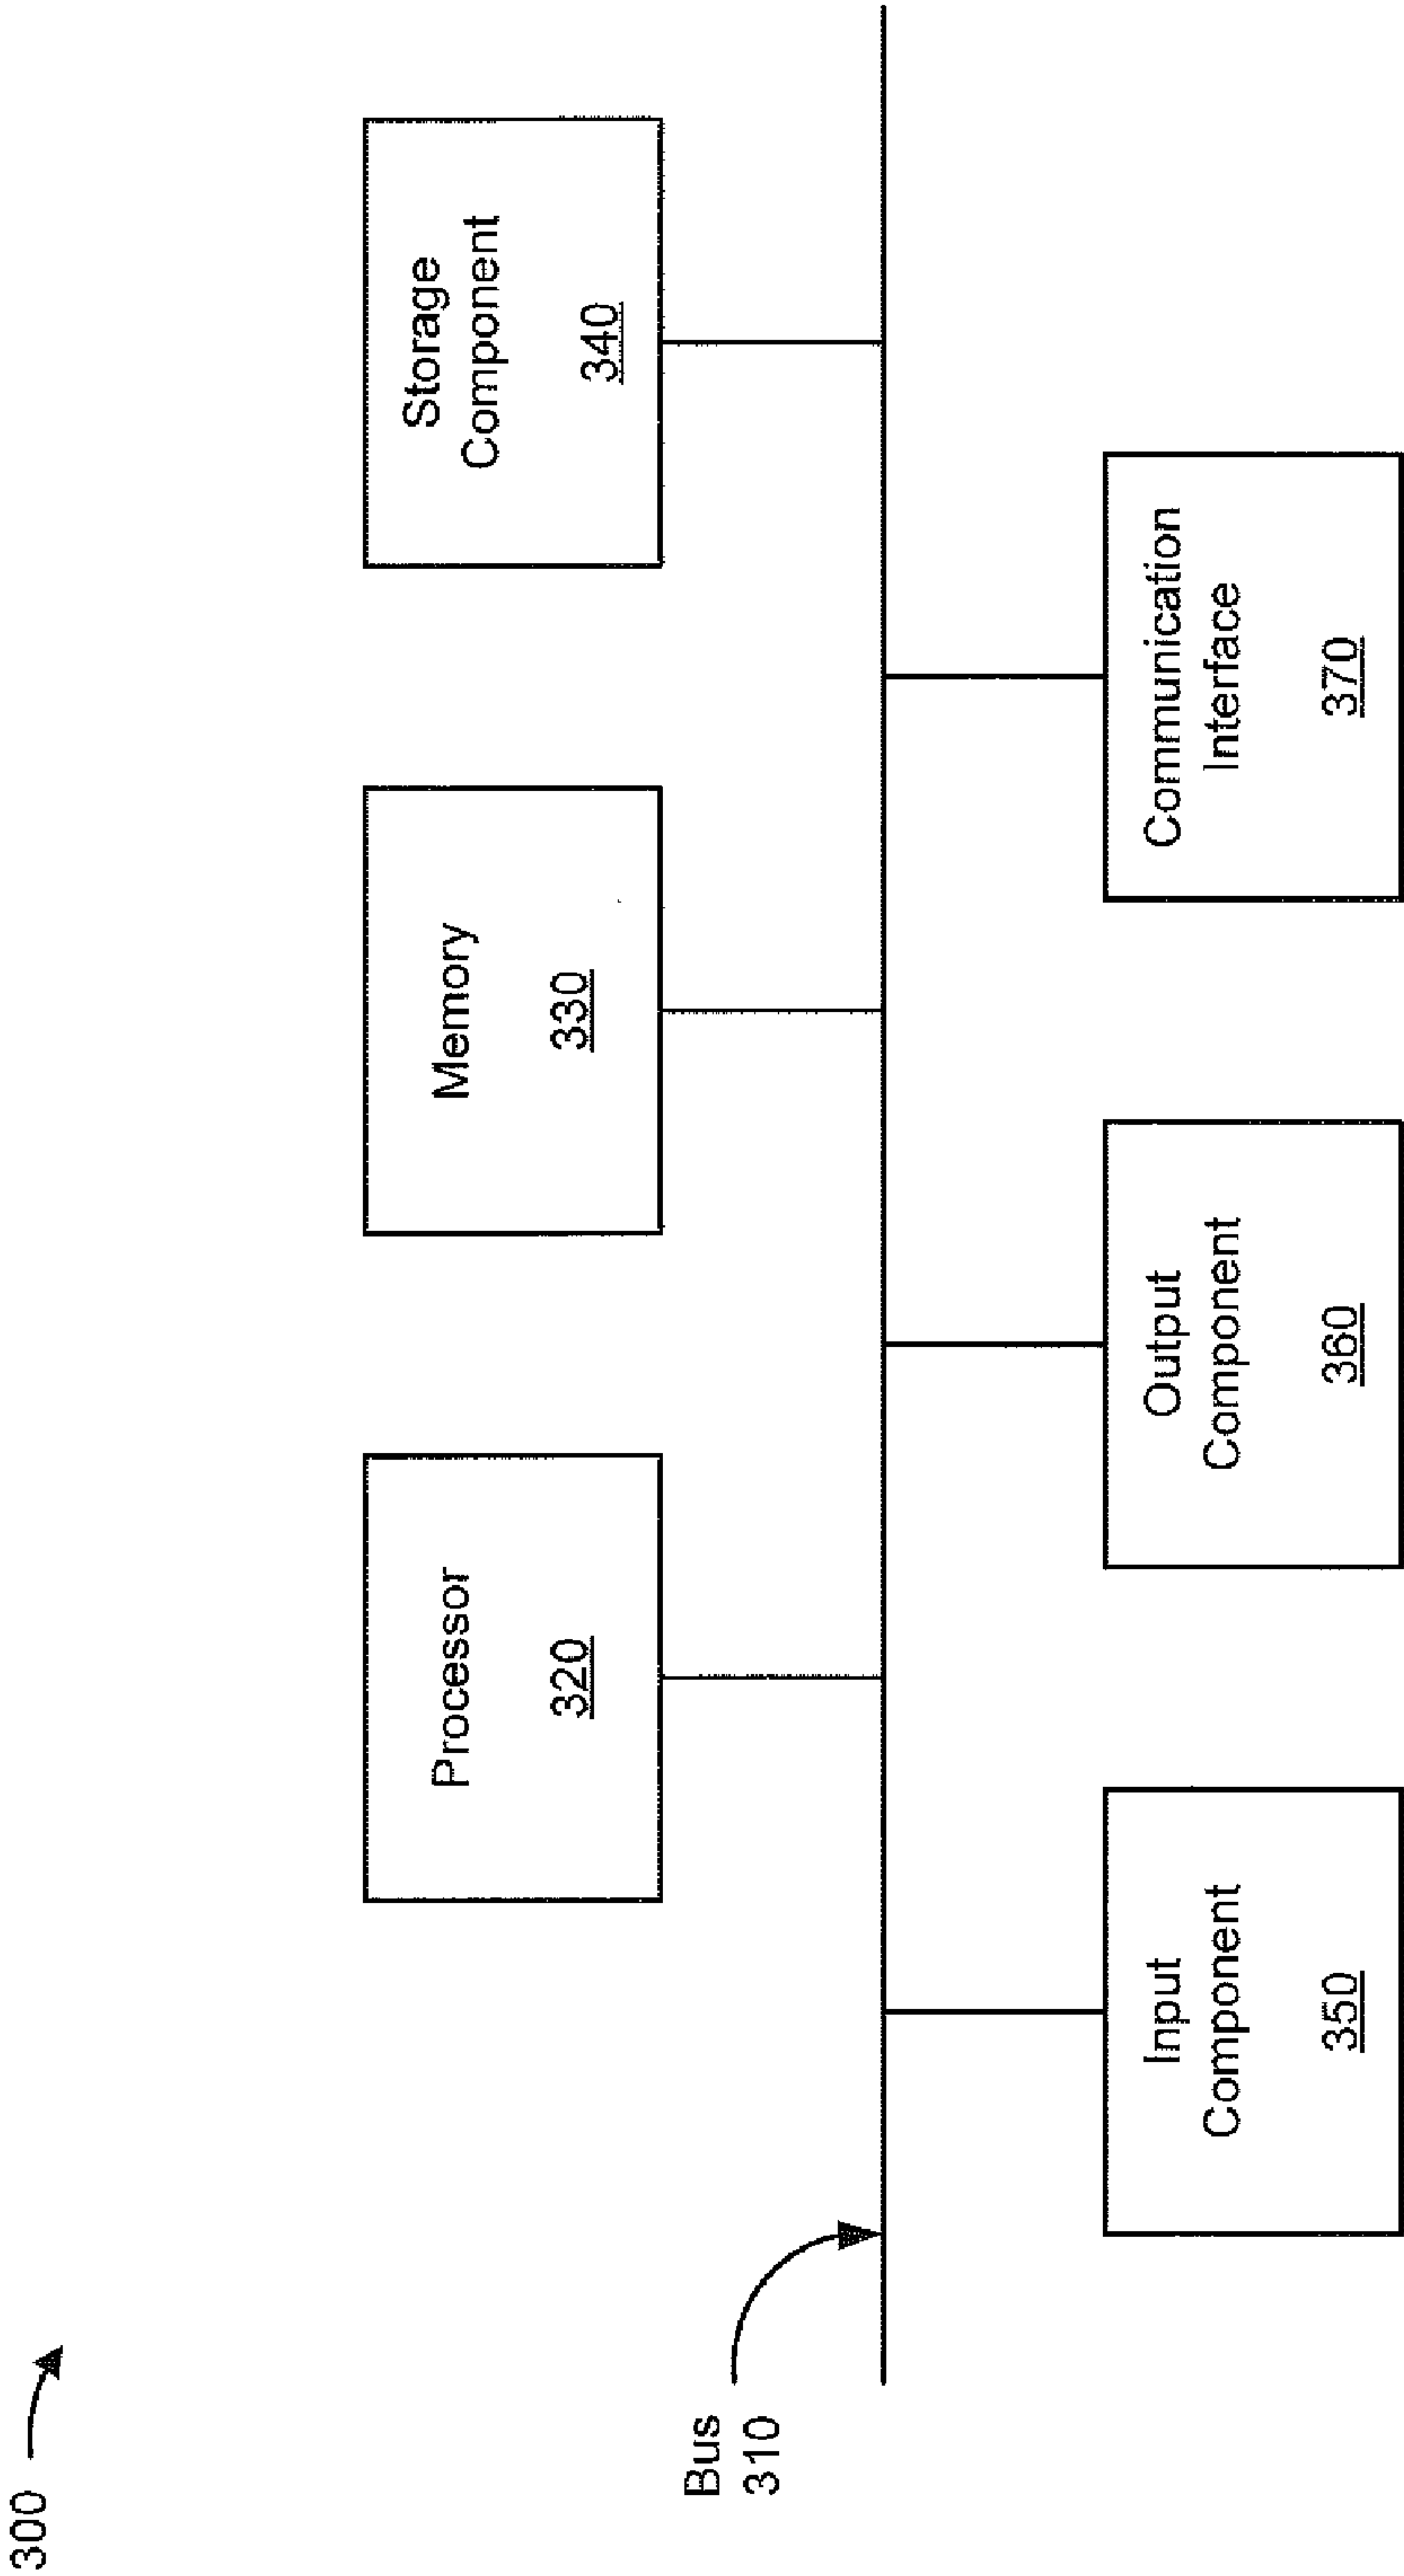 300
Processor
320
Memory
330
Storage
Component
340
Bus
310
Input
Component
350
Output
Component
360
Communication
Interface
370